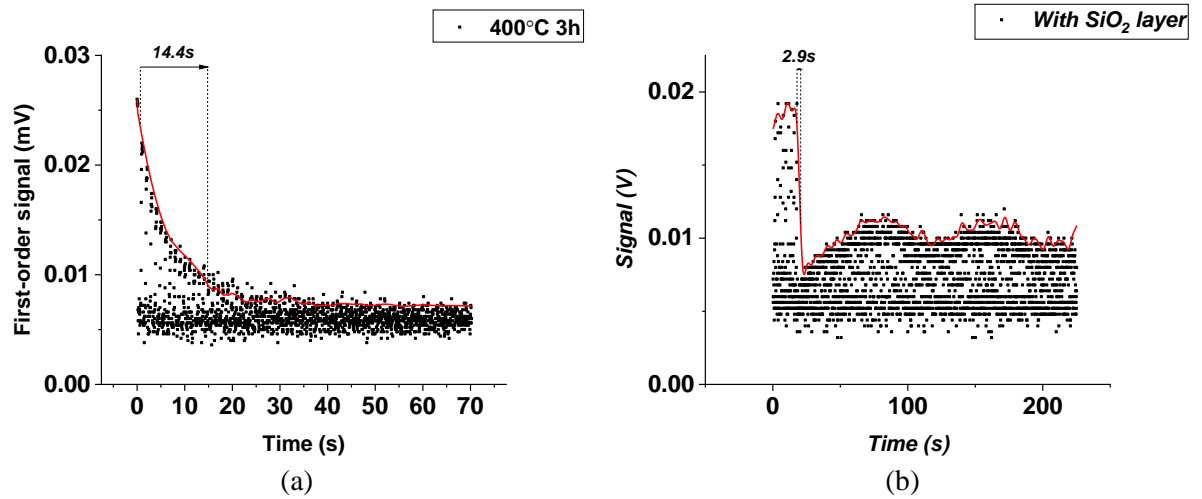 400°C 3h
0.03
14.4s
0.02
0.01
0.00
First-order signal (mV)
0 10 20 30 40 50 60 70
Time (s)
(a)
With SiO₂ layer
2.9s
0.02
0.01
0.00
Signal (V)
0 100 200
Time (s)
(b)